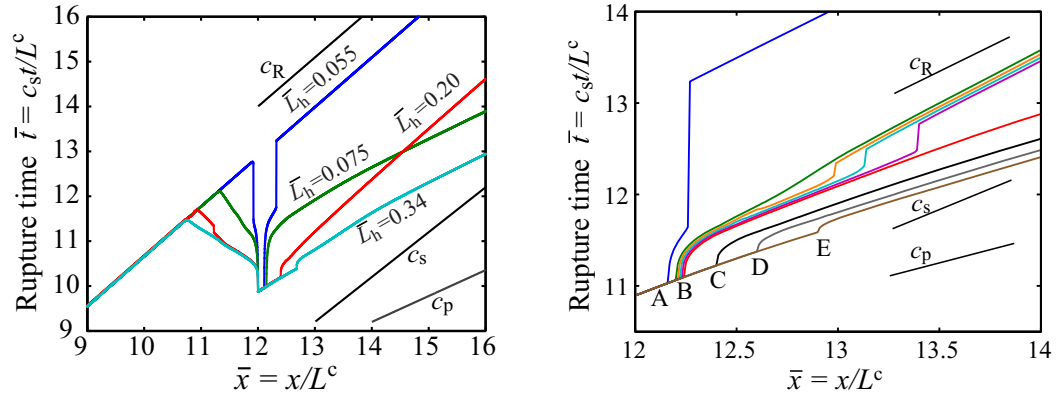 Rupture time t̄ = cₛt/Lᶜ
16
15
14
13
12
11
10
9
9 10 11 12 13 14 15 16
x̄ = x/Lᶜ
c_R
L̄ₕ=0.055
L̄ₕ=0.20
L̄ₕ=0.075
L̄ₕ=0.34
cₛ
cₚ
Rupture time t̄ = cₛt/Lᶜ
14
13
12
11
12 12.5 13 13.5 14
x̄ = x/Lᶜ
c_R
cₛ
cₚ
A B C D E